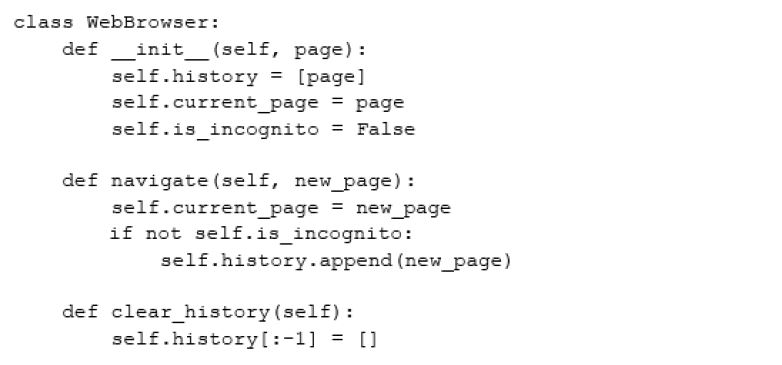 class WebBrowser:
    def __init__(self, page):
        self.history = [page]
        self.current_page = page
        self.is_incognito = False

    def navigate(self, new_page):
        self.current_page = new_page
        if not self.is_incognito:
            self.history.append(new_page)

    def clear_history(self):
        self.history[:-1] = []